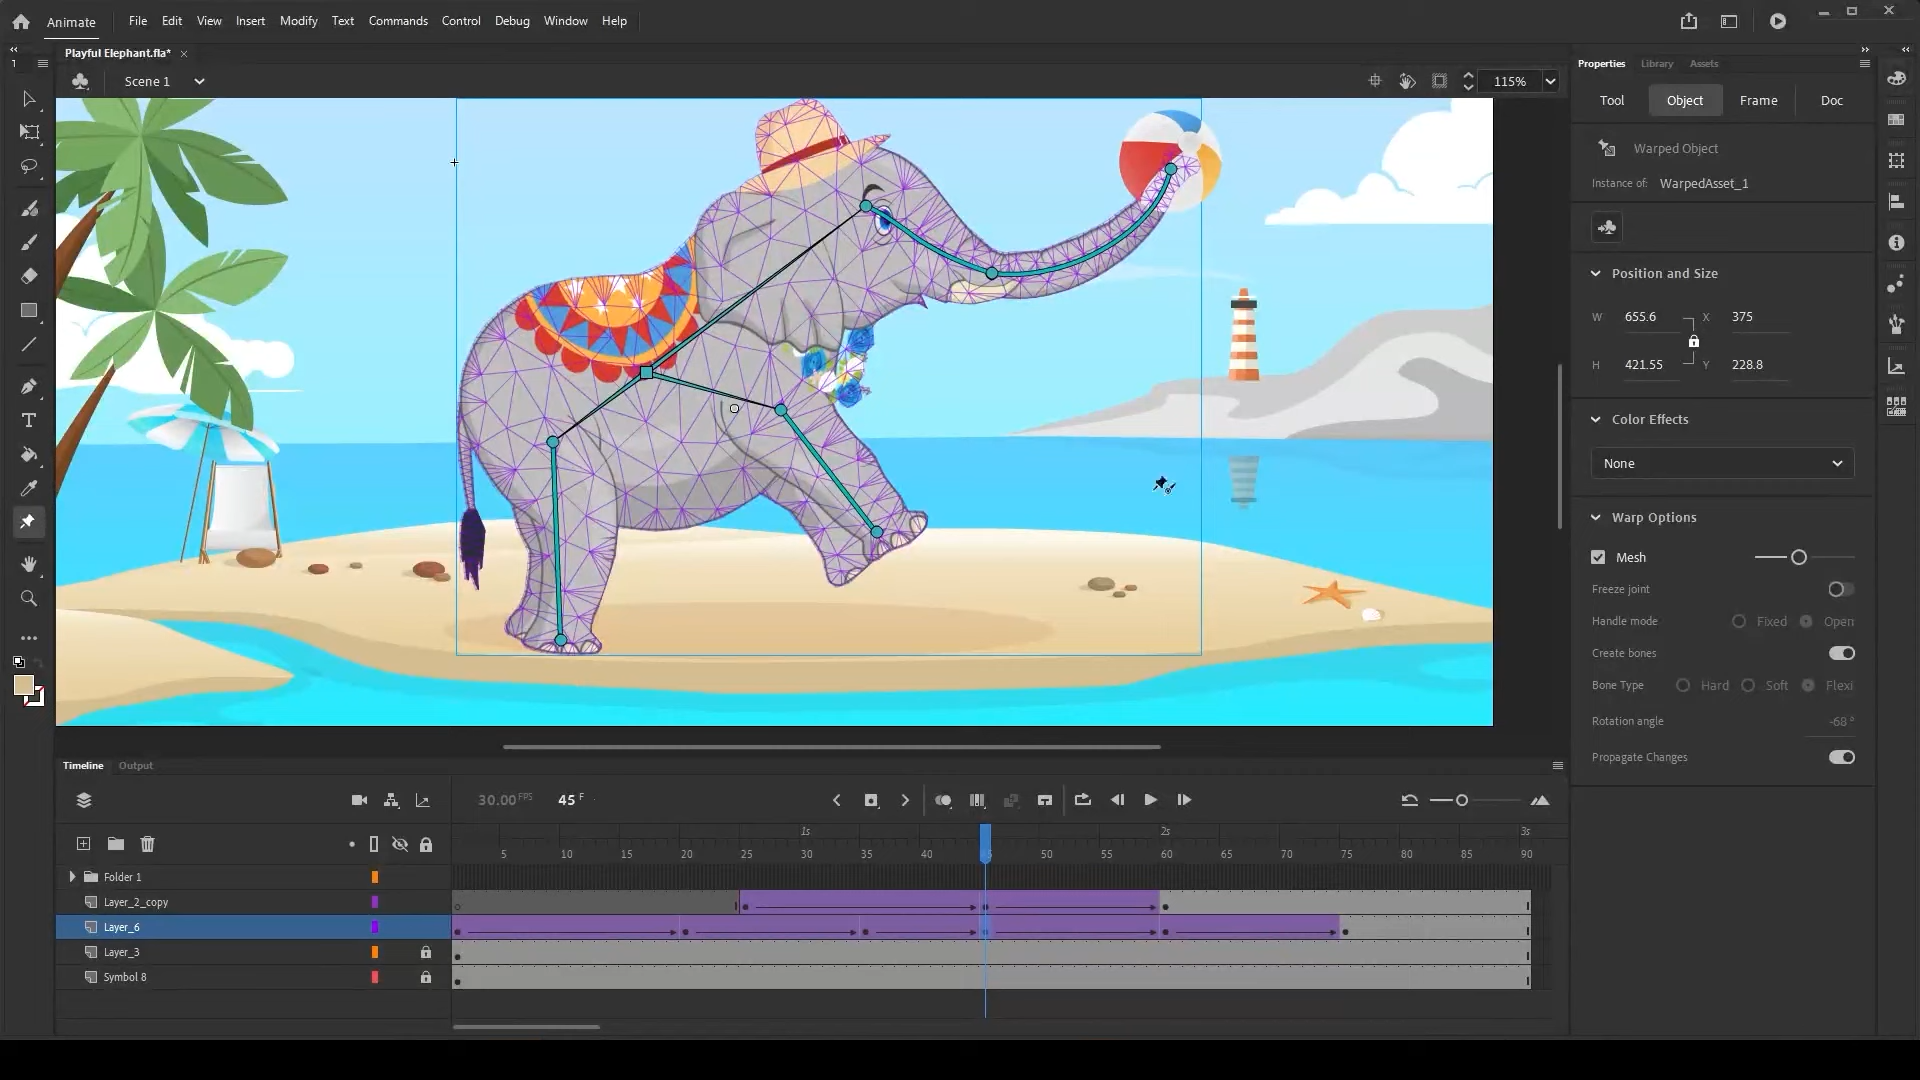 Animate File Edit View Insert Modify Text Commands Control Debug Window Help
Playful Elephant.fla* ×
Scene 1 115%
Properties Library Assets
Tool Object Frame Doc
Warped Object
Instance of: WarpedAsset_1
Position and Size
W 655.6 X 375
H 421.55 Y 228.8
Color Effects
None
Warp Options
Mesh
Freeze joint
Handle mode Fixed Open
Create bones
Bone Type Hard Soft Flexi
Rotation angle -68°
Propagate Changes
Timeline Output
30.00 FPS 45 F
1s 2s 3s
5 10 15 20 25 30 35 40 50 55 60 65 70 75 80 85 90
Folder 1
Layer_2_copy
Layer_6
Layer_3
Symbol 8